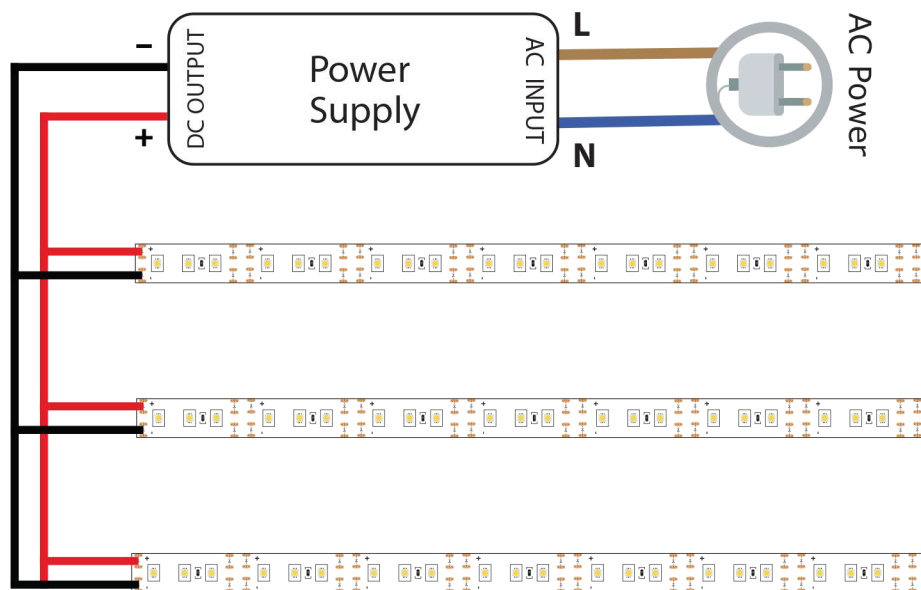 L
AC Power
–
DC OUTPUT
Power
Supply
AC INPUT
+
N